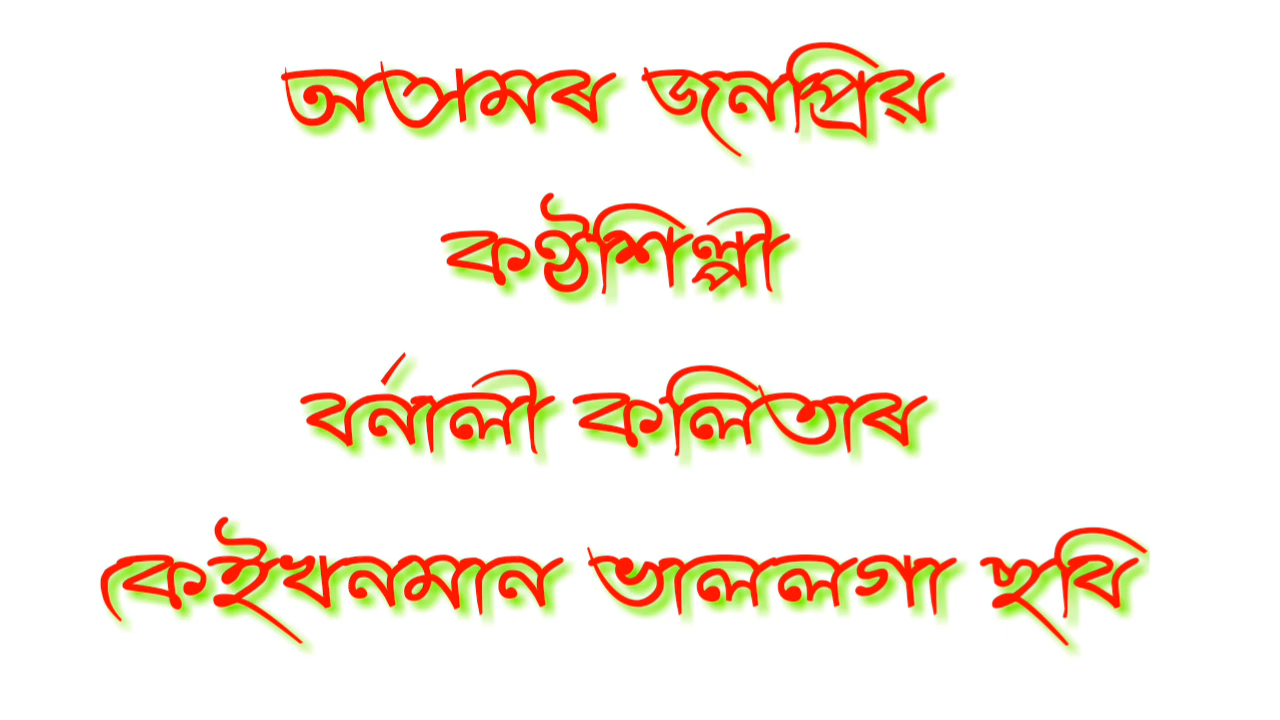 অসমৰ জনপ্ৰিয়
কণ্ঠশিল্পী
বৰ্নালী কলিতাৰ
কেইখনমান ভাললগা ছবি